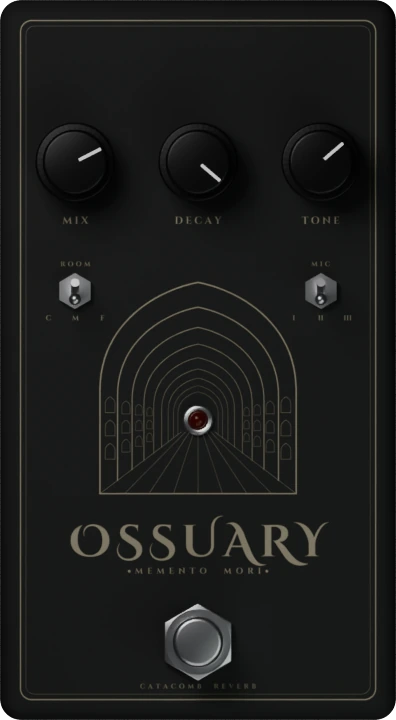 MIX DECAY TONE
ROOM MIC
C M F I II III
OSSUARY
•MEMENTO MORI•
CATACOMB REVERB